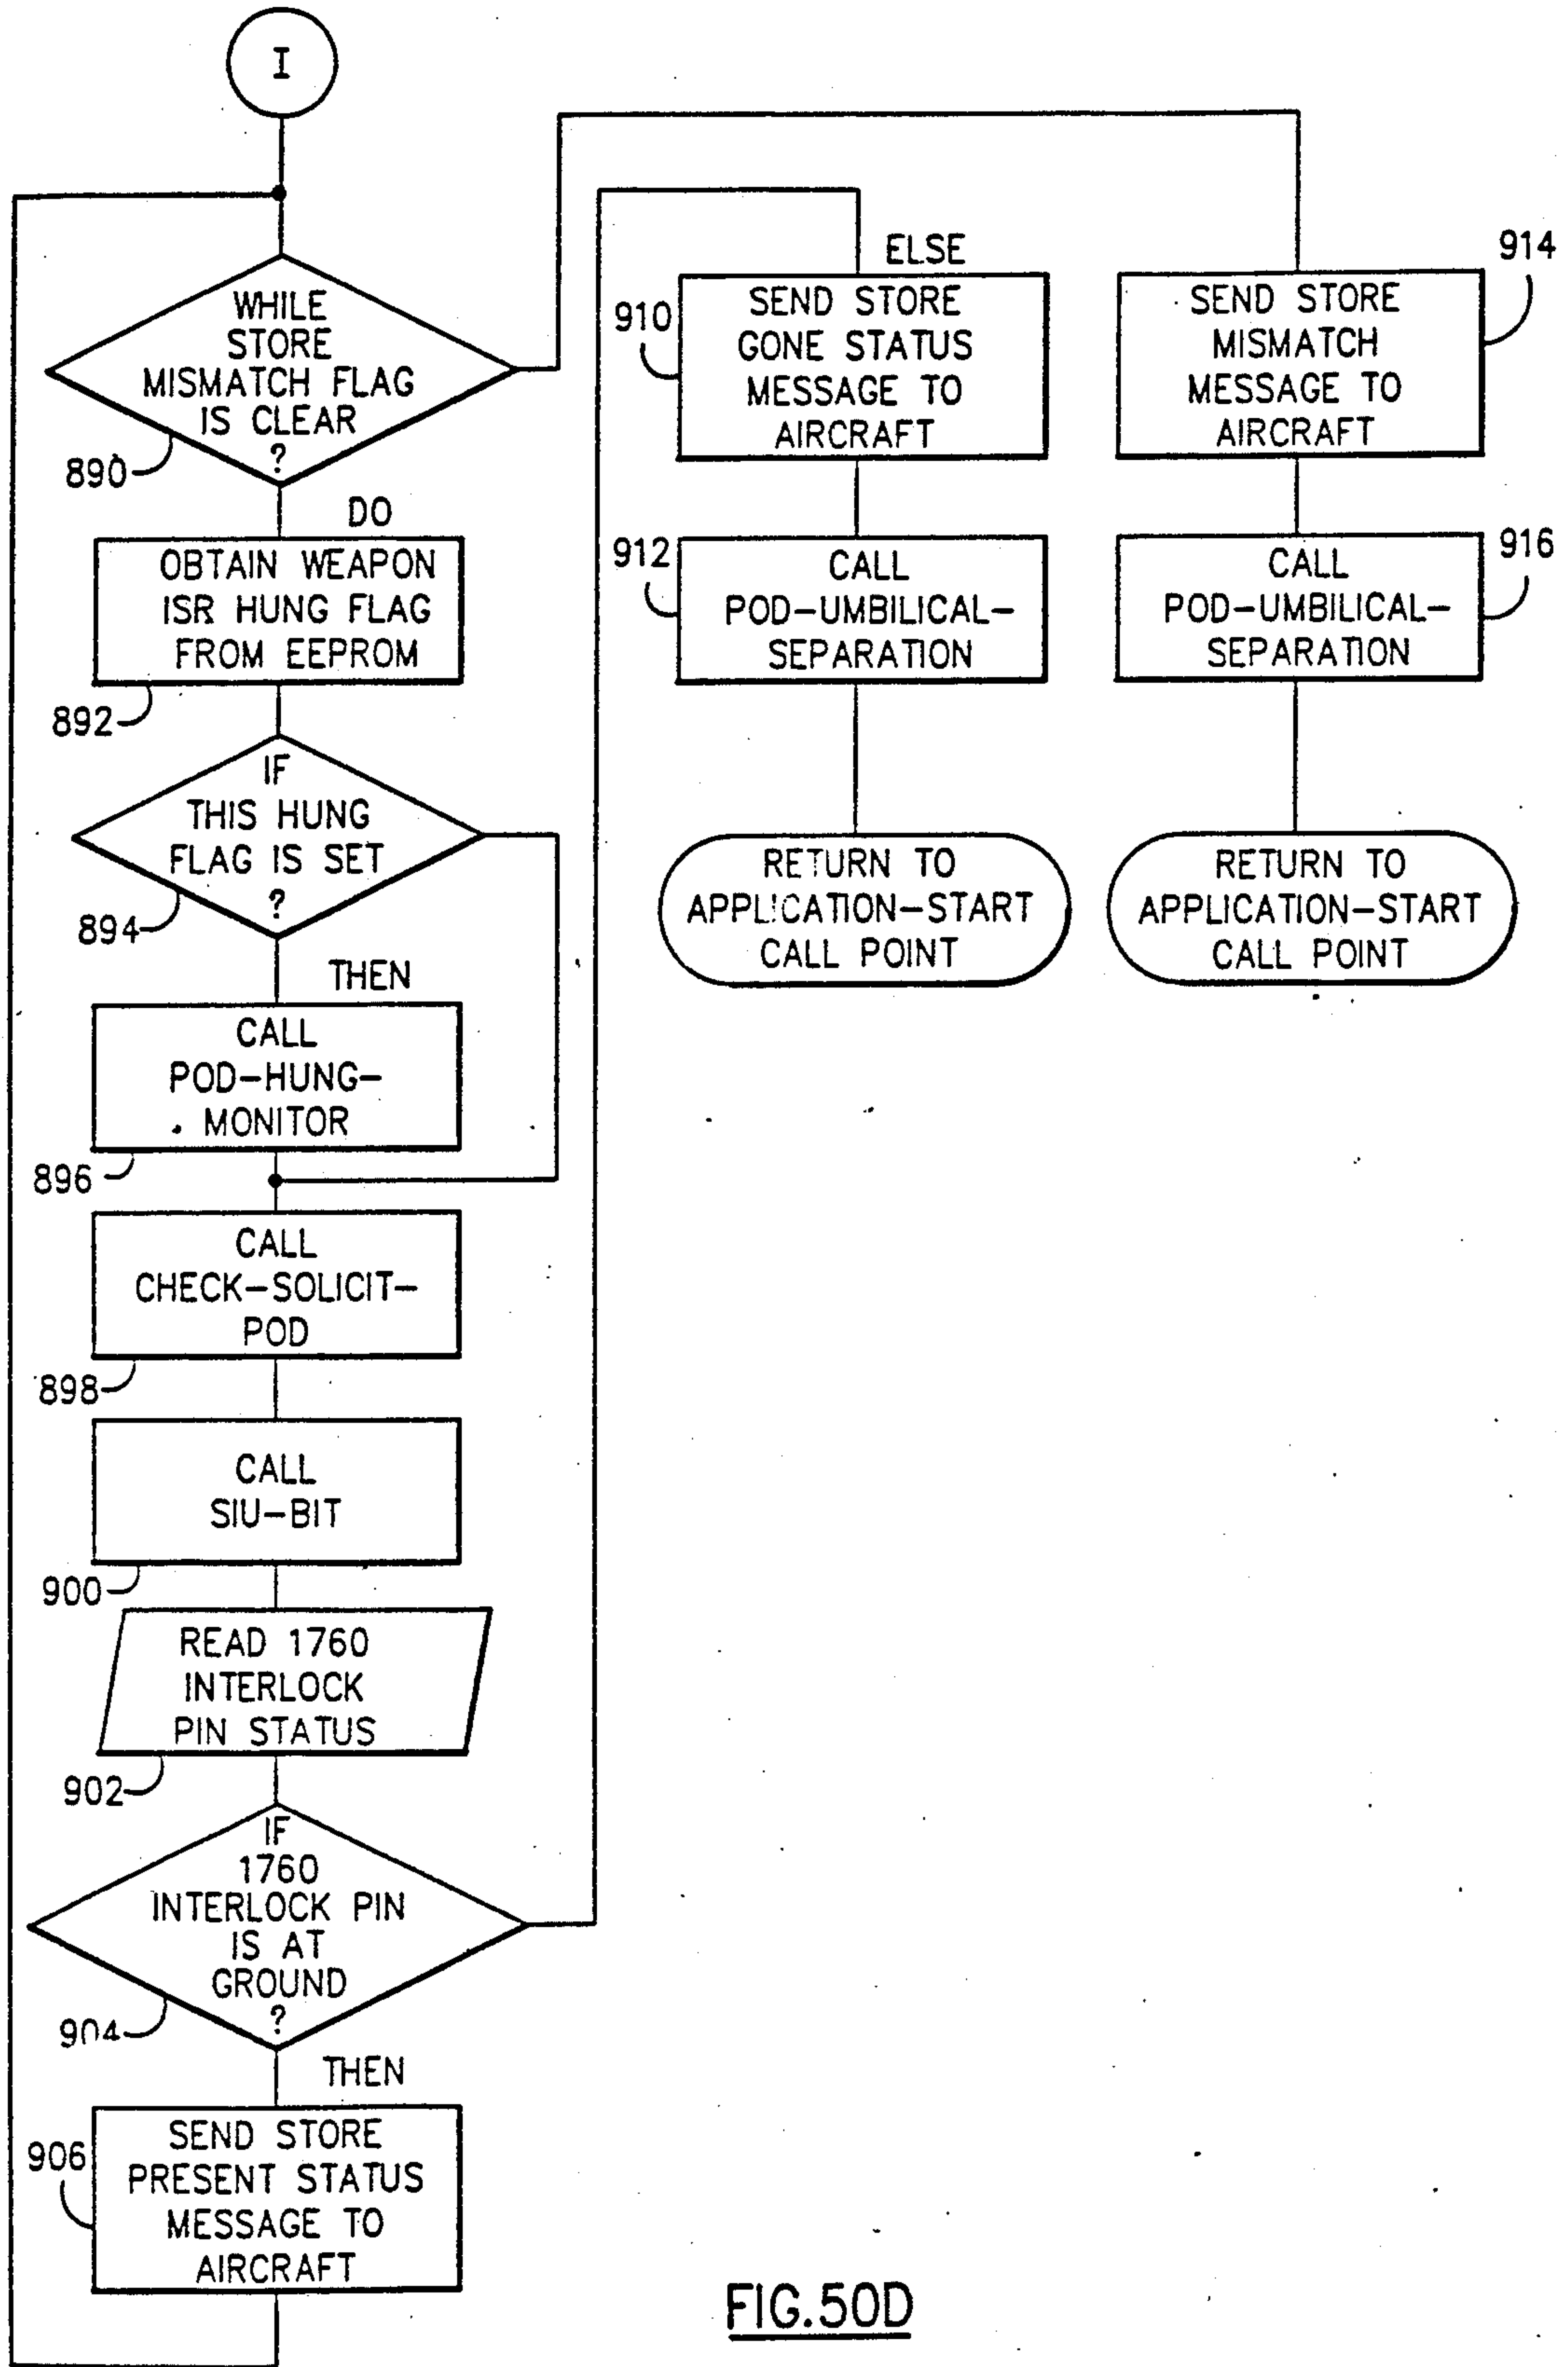 I
WHILE
STORE
MISMATCH FLAG
IS CLEAR
?
890
DO
OBTAIN WEAPON
ISR HUNG FLAG
FROM EEPROM
892
IF
THIS HUNG
FLAG IS SET
?
894
THEN
CALL
POD-HUNG-
MONITOR
896
CALL
CHECK-SOLICIT-
POD
898
CALL
SIU-BIT
900
READ 1760
INTERLOCK
PIN STATUS
902
IF
1760
INTERLOCK PIN
IS AT
GROUND
?
904
THEN
906
SEND STORE
PRESENT STATUS
MESSAGE TO
AIRCRAFT
ELSE
910
SEND STORE
GONE STATUS
MESSAGE TO
AIRCRAFT
912
CALL
POD-UMBILICAL-
SEPARATION
RETURN TO
APPLICATION-START
CALL POINT
914
SEND STORE
MISMATCH
MESSAGE TO
AIRCRAFT
916
CALL
POD-UMBILICAL-
SEPARATION
RETURN TO
APPLICATION-START
CALL POINT
FIG.50D